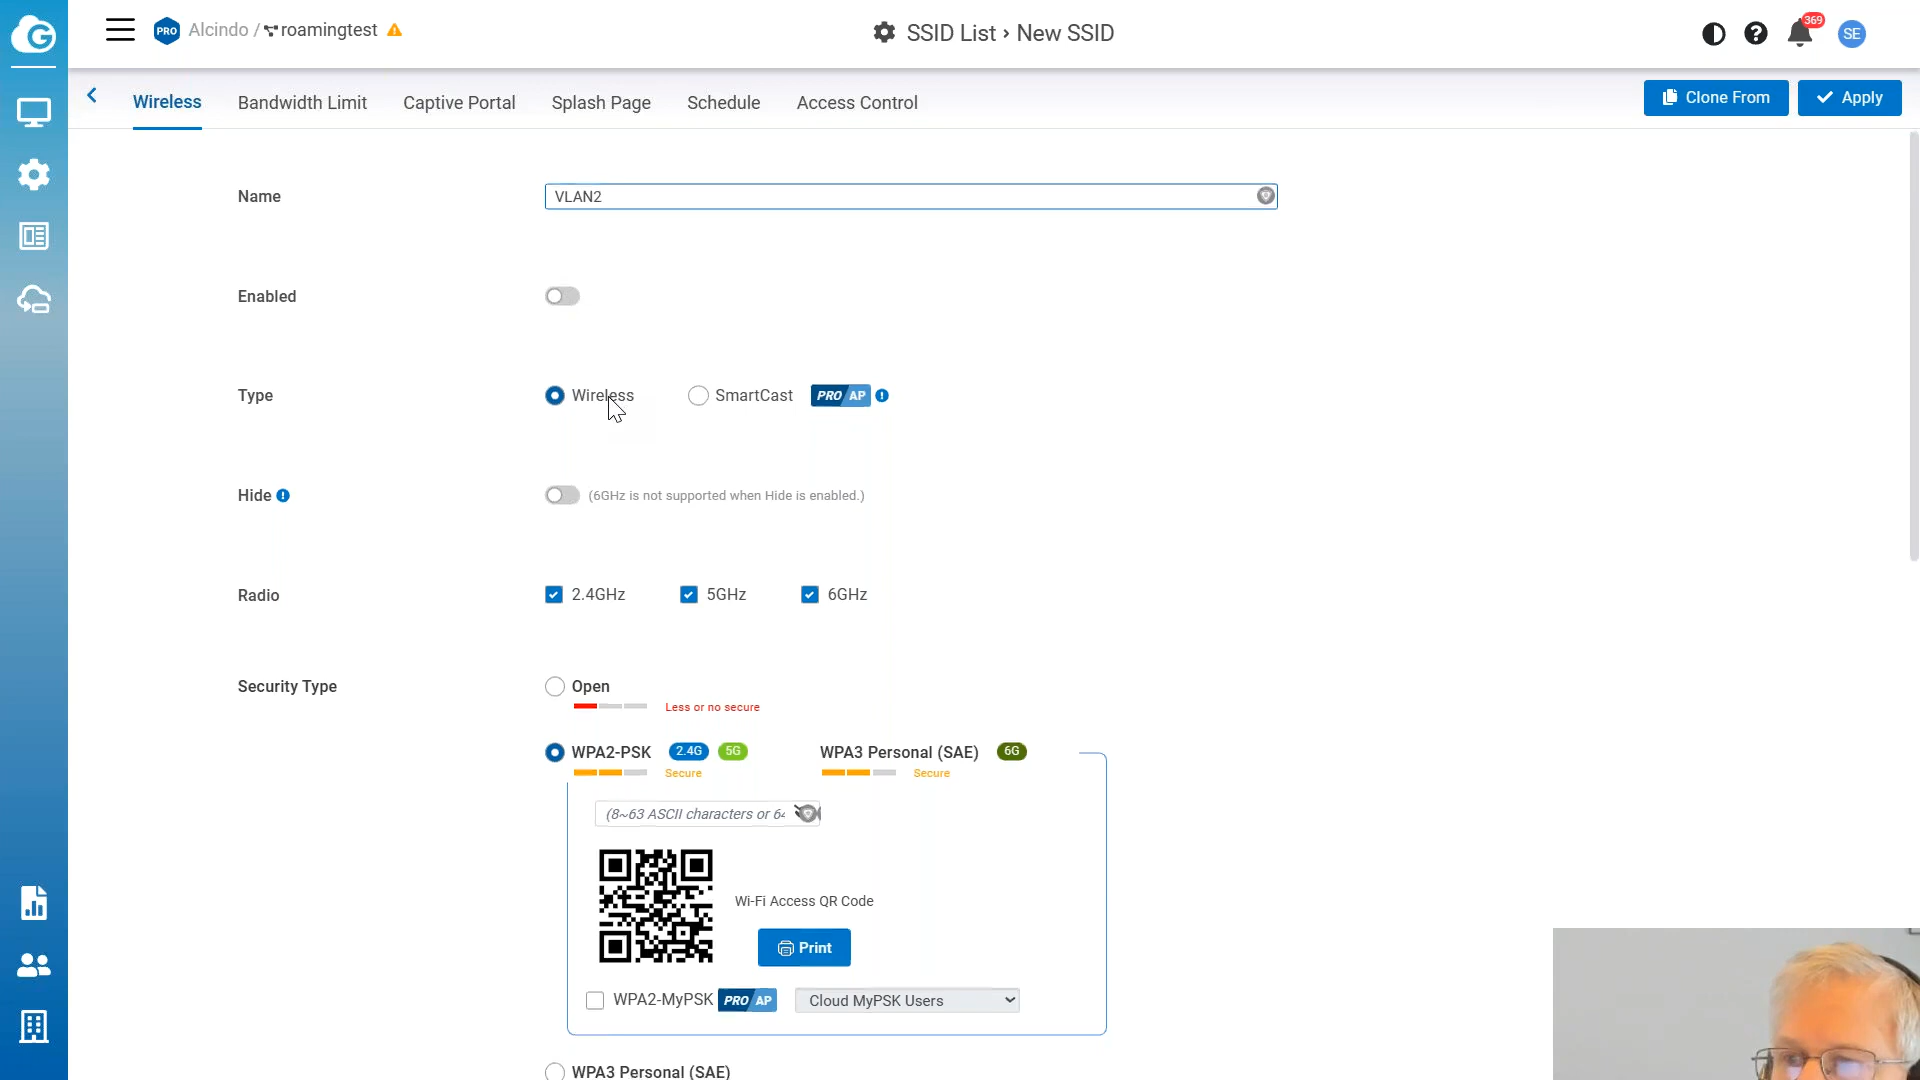 PRO Alcindo / roamingtest
SSID List › New SSID
369
SE
Wireless
Bandwidth Limit
Captive Portal
Splash Page
Schedule
Access Control
Clone From
Apply
Name
VLAN2
Enabled
Type
Wireless
SmartCast
PRO AP
Hide
(6GHz is not supported when Hide is enabled.)
Radio
2.4GHz
5GHz
6GHz
Security Type
Open
Less or no secure
WPA2-PSK 2.4G 5G
WPA3 Personal (SAE) 6G
Secure
Secure
(8~63 ASCII characters or 64
Wi-Fi Access QR Code
Print
WPA2-MyPSK PRO AP
Cloud MyPSK Users
WPA3 Personal (SAE)